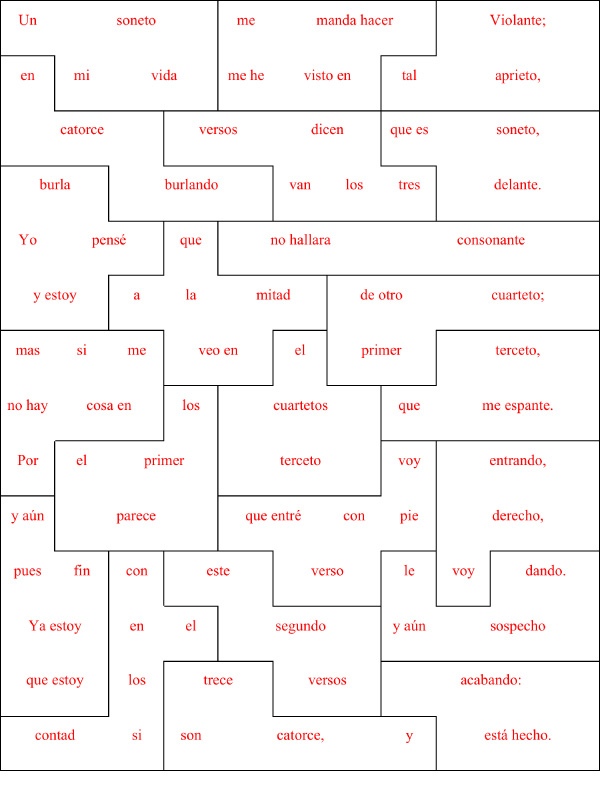 Un soneto me manda hacer Violante;
en mi vida me he visto en tal aprieto,
catorce versos dicen que es soneto,
burla burlando van los tres delante.
Yo pensé que no hallara consonante
y estoy a la mitad de otro cuarteto;
mas si me veo en el primer terceto,
no hay cosa en los cuartetos que me espante.
Por el primer terceto voy entrando,
y aún parece que entré con pie derecho,
pues fin con este verso le voy dando.
Ya estoy en el segundo y aún sospecho
que estoy los trece versos acabando:
contad si son catorce, y está hecho.